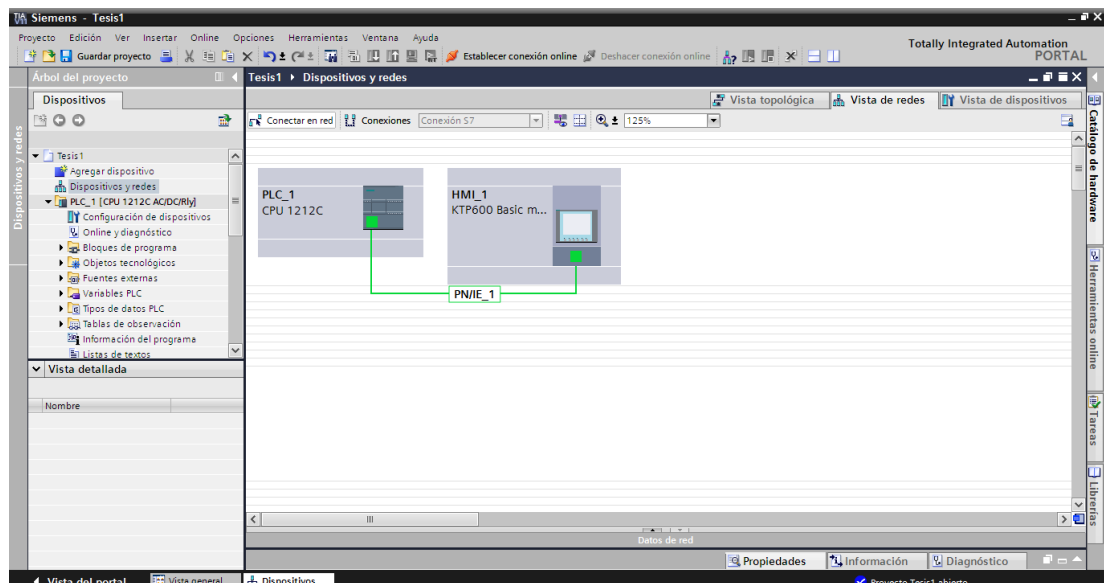 Siemens - Tesis1
Proyecto Edición Ver Insertar Online Opciones Herramientas Ventana Ayuda
Totally Integrated Automation
PORTAL
Guardar proyecto
Establecer conexión online
Deshacer conexión online
Árbol del proyecto
Tesis1 Dispositivos y redes
Dispositivos
Vista topológica
Vista de redes
Vista de dispositivos
Conectar en red
Conexiones
Conexión S7
125%
Tesis1
Agregar dispositivo
Dispositivos y redes
PLC_1 [CPU 1212C AC/DC/Rly]
Configuración de dispositivos
Online y diagnóstico
Bloques de programa
Objetos tecnológicos
Fuentes externas
Variables PLC
Tipos de datos PLC
Tablas de observación
Información del programa
Listas de textos
Vista detallada
Nombre
PLC_1
CPU 1212C
HMI_1
KTP600 Basic m...
PN/IE_1
Datos de red
Propiedades
Información
Diagnóstico
Dispositivos y redes
Catálogo de hardware
Herramientas online
Tareas
Librerías
Vista del portal
Vista general
Dispositivos
Proyecto Tesis1 abierto